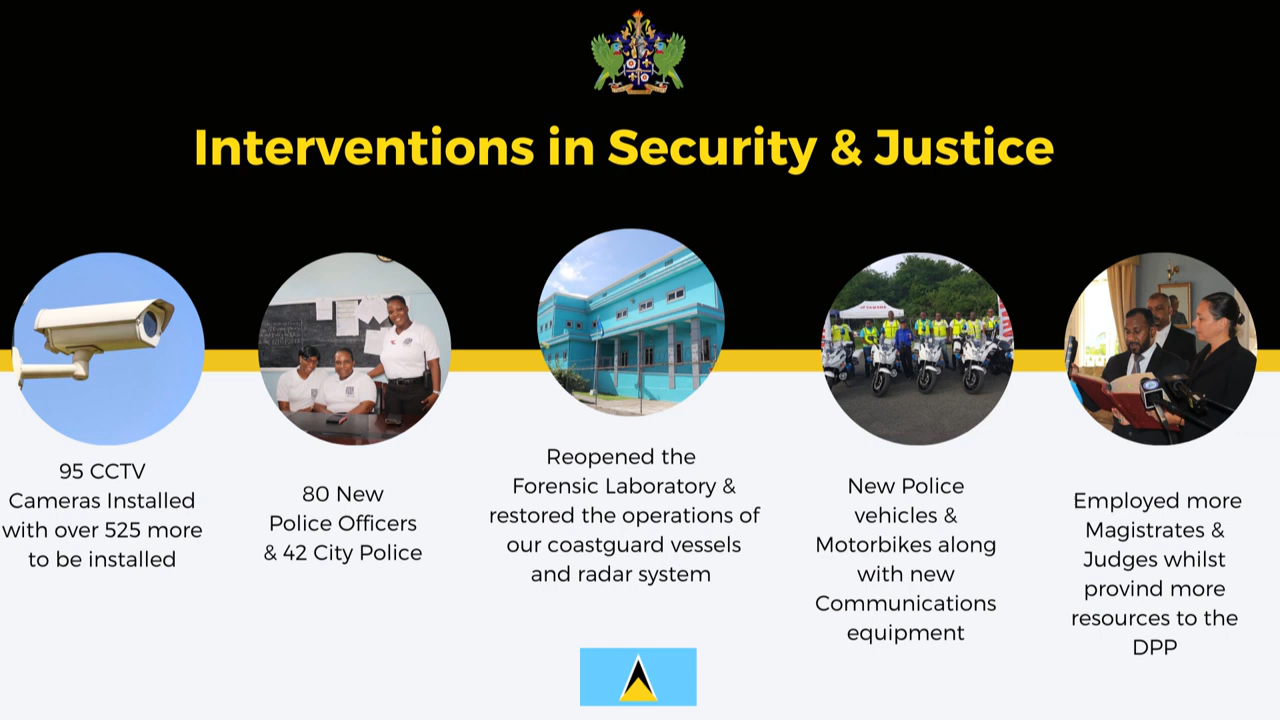 Interventions in Security & Justice
95 CCTV
Cameras Installed
with over 525 more
to be installed
80 New
Police Officers
& 42 City Police
Reopened the
Forensic Laboratory &
restored the operations of
our coastguard vessels
and radar system
New Police
vehicles &
Motorbikes along
with new
Communications
equipment
Employed more
Magistrates &
Judges whilst
provind more
resources to the
DPP